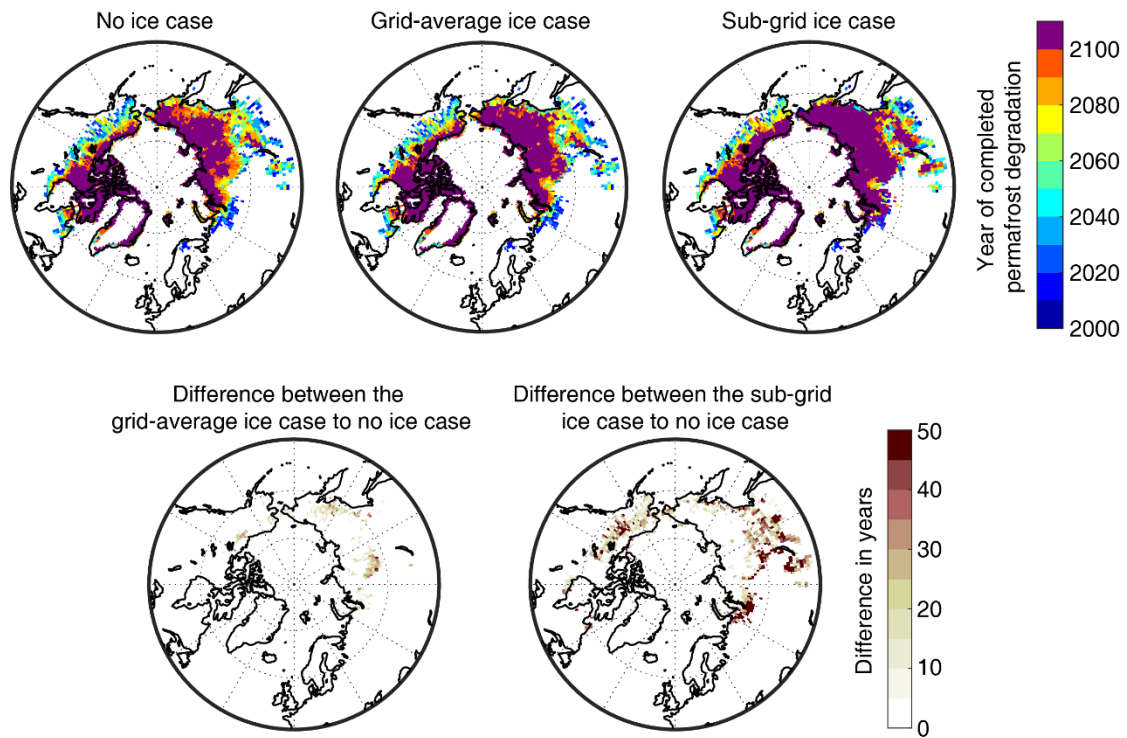 No ice case
Grid-average ice case
Sub-grid ice case
2100
2080
2060
2040
2020
2000
Year of completed
permafrost degradation
Difference between the
grid-average ice case to no ice case
Difference between the sub-grid
ice case to no ice case
50
40
30
20
10
0
Difference in years